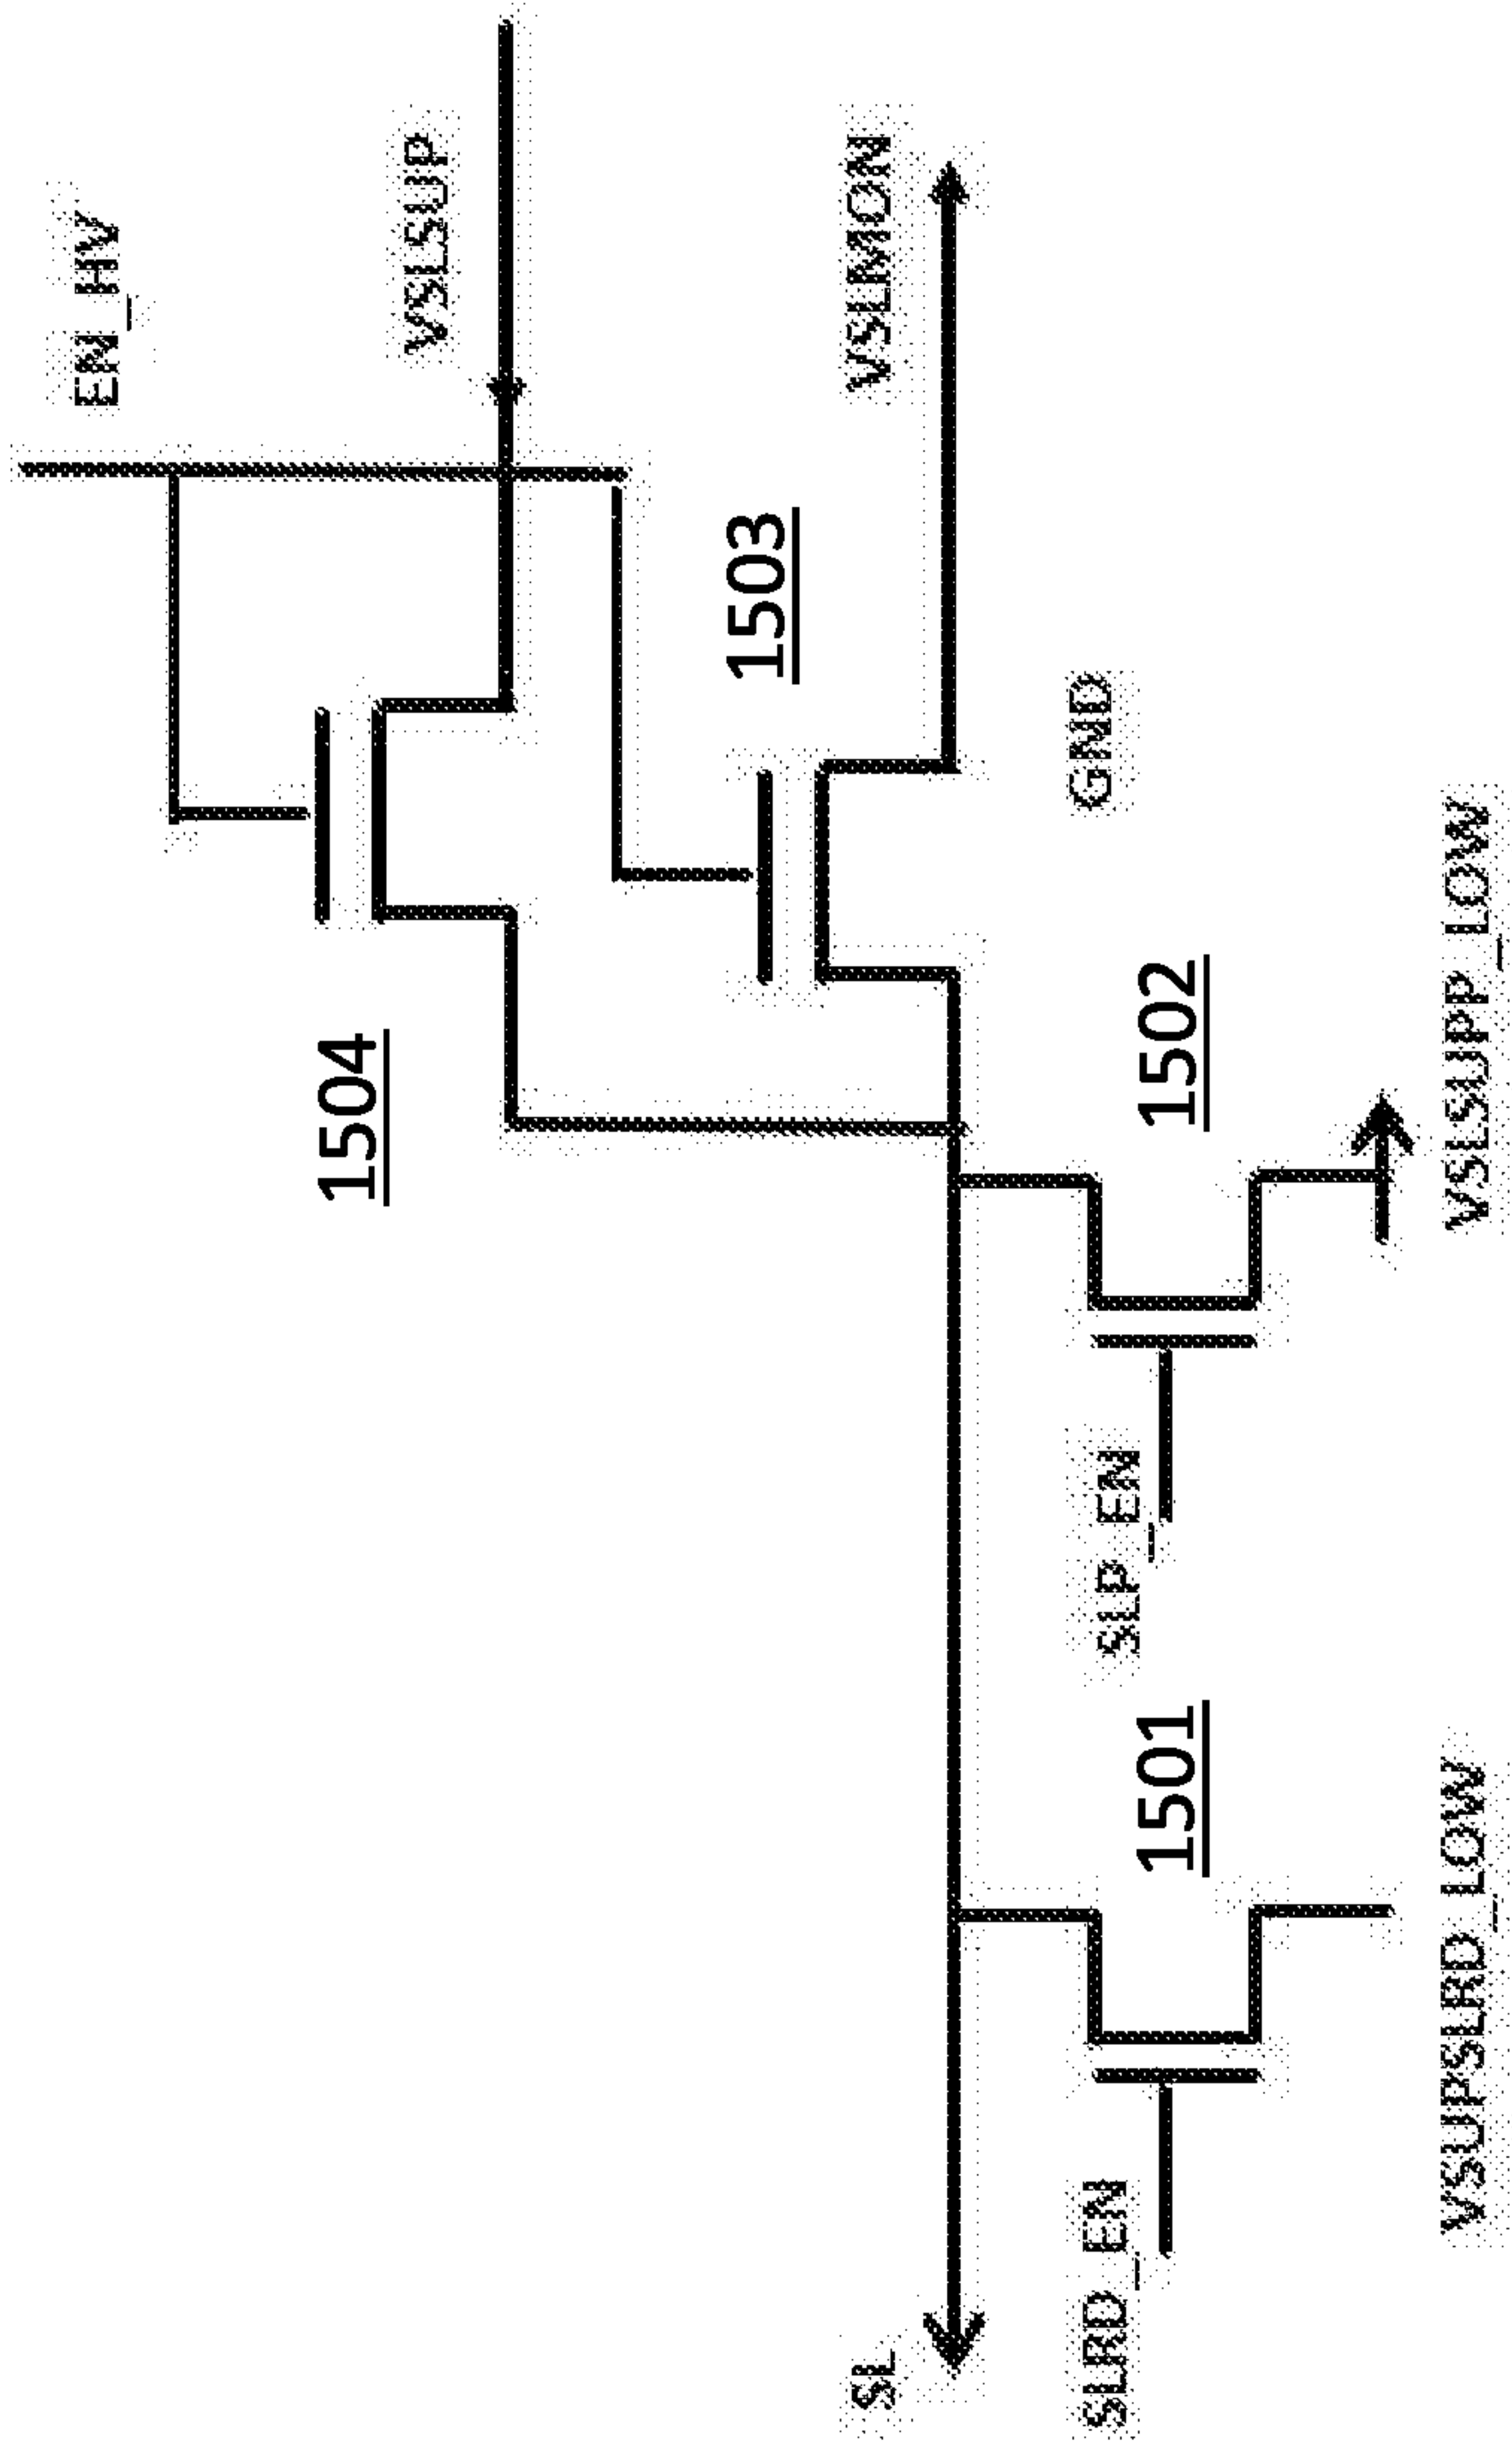 EN_HV
VSLSUP
1504
1503
VSLMON
SL
GND
SLRD_EN
1501
SLP_EN
1502
VSUPSLRD_LOW
VSLSUPP_LOW